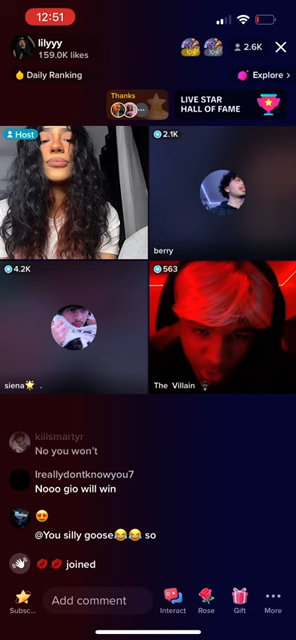 12:51
lilyyy
159.0K likes
2.6K
Daily Ranking
Explore >
Thanks
LIVE STAR
HALL OF FAME
Host
2.1K
berry
4.2K
siena🌟 .
563
The Villain
killsmartyr
No you won't
Ireallydontknowyou7
Nooo gio will win
😍
@You silly goose😂😂 so
💋💋 joined
Subsc...
Add comment
Interact
Rose
Gift
More